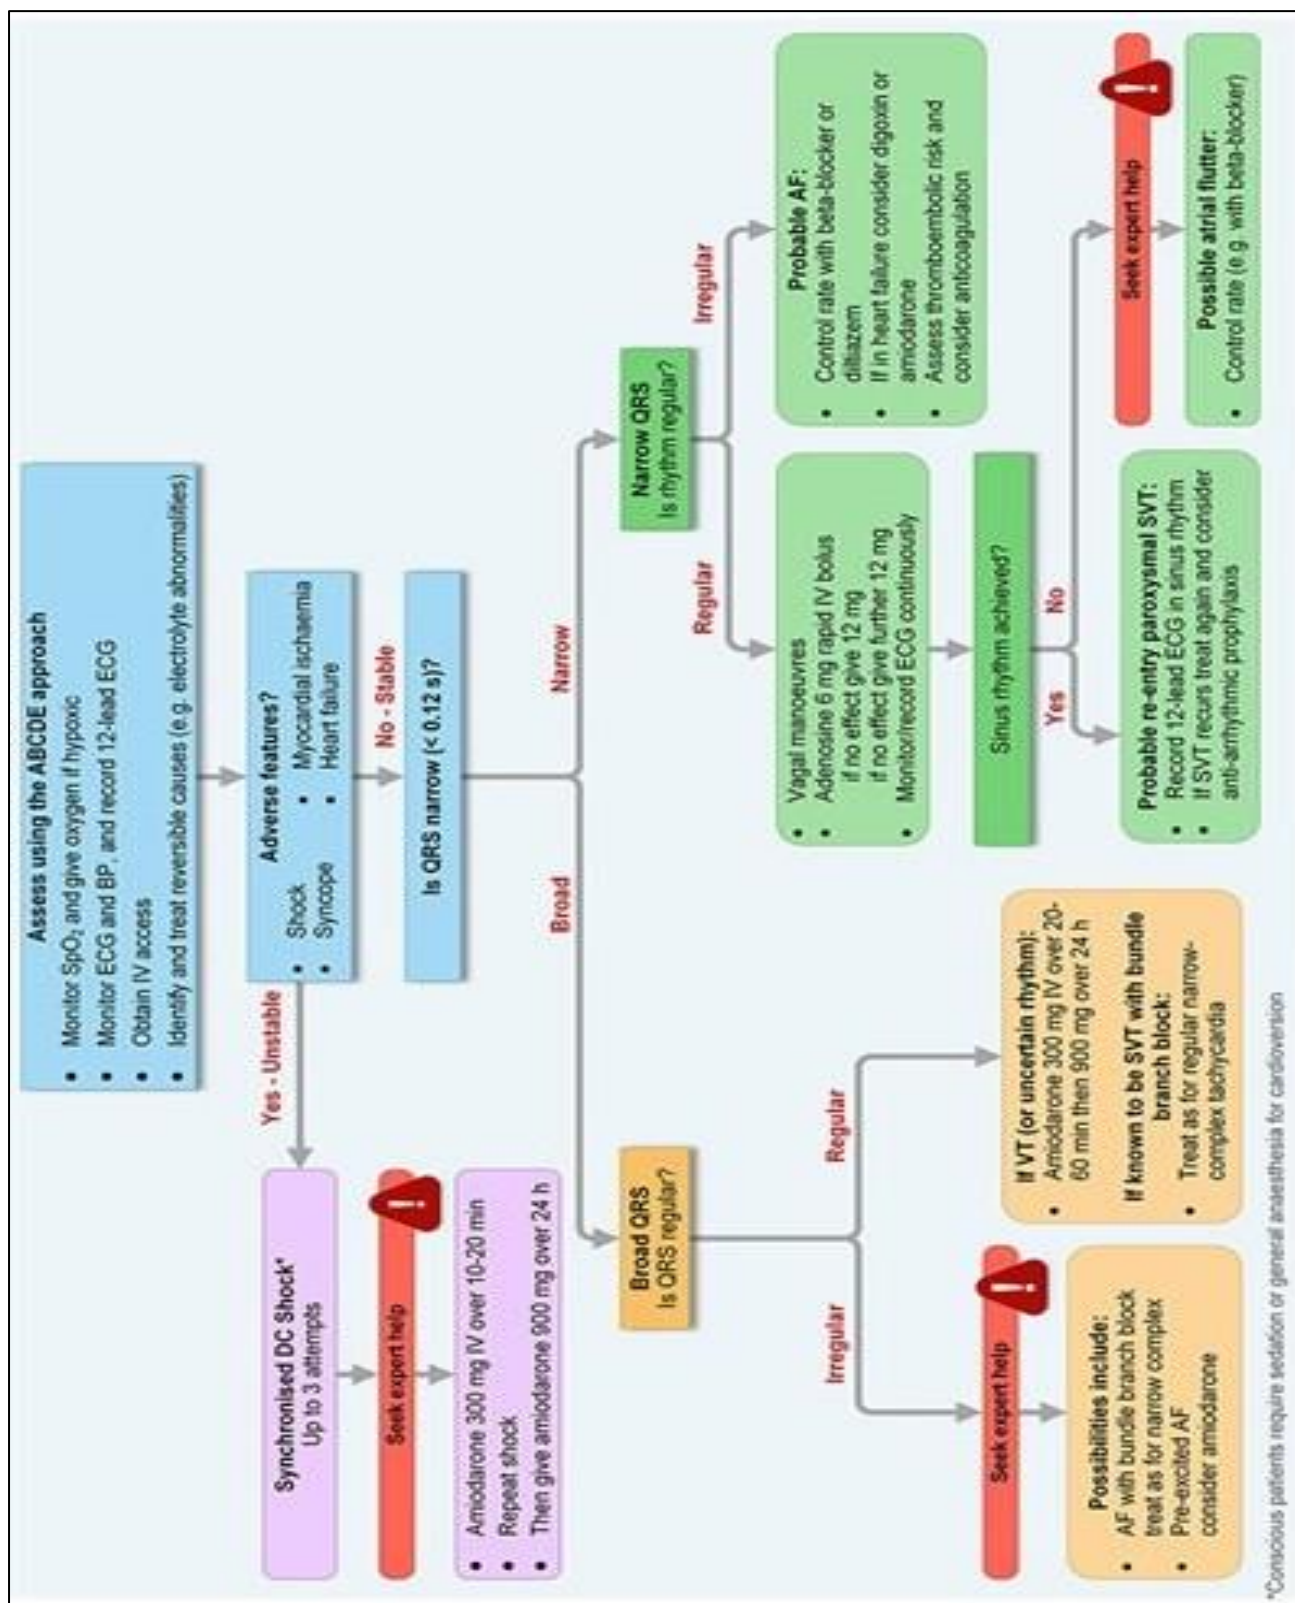 Assess using the ABCDE approach
• Monitor SpO₂ and give oxygen if hypoxic
• Monitor ECG and BP, and record 12-lead ECG
• Obtain IV access
• Identify and treat reversible causes (e.g. electrolyte abnormalities)
Adverse features?
• Shock
• Syncope
• Myocardial ischaemia
• Heart failure
Yes - Unstable
Synchronised DC Shock*
Up to 3 attempts
Seek expert help
!
• Amiodarone 300 mg IV over 10-20 min
• Repeat shock
• Then give amiodarone 900 mg over 24 h
No - Stable
Is QRS narrow (< 0.12 s)?
Broad
Narrow
Broad QRS
Is QRS regular?
Irregular
Regular
Seek expert help
!
Possibilities include:
• AF with bundle branch block
treat as for narrow complex
• Pre-excited AF
consider amiodarone
If VT (or uncertain rhythm):
• Amiodarone 300 mg IV over 20-
60 min then 900 mg over 24 h
If known to be SVT with bundle
branch block:
• Treat as for regular narrow-
complex tachycardia
Narrow QRS
Is rhythm regular?
Regular
Irregular
• Vagal manoeuvres
• Adenosine 6 mg rapid IV bolus
if no effect give 12 mg
if no effect give further 12 mg
• Monitor/record ECG continuously
Probable AF:
• Control rate with beta-blocker or
diltiazem
• If in heart failure consider digoxin or
amiodarone
• Assess thromboembolic risk and
consider anticoagulation
Sinus rhythm achieved?
Yes
No
Probable re-entry paroxysmal SVT:
• Record 12-lead ECG in sinus rhythm
• If SVT recurs treat again and consider
anti-arrhythmic prophylaxis
Seek expert help
!
Possible atrial flutter:
• Control rate (e.g. with beta-blocker)
*Conscious patients require sedation or general anaesthesia for cardioversion